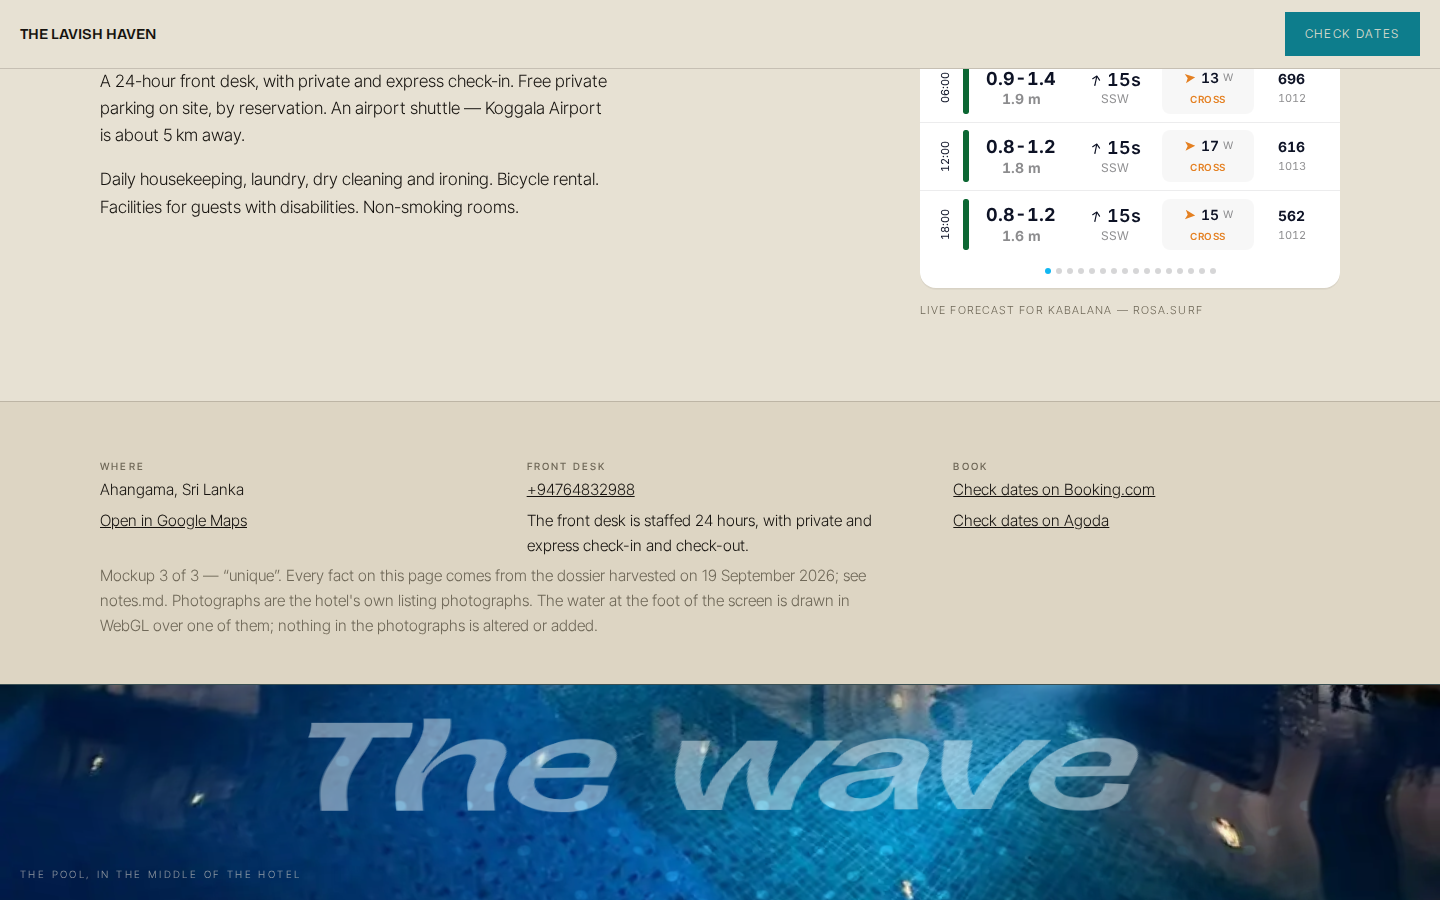 THE LAVISH HAVEN
CHECK DATES
A 24-hour front desk, with private and express check-in. Free private
parking on site, by reservation. An airport shuttle — Koggala Airport
is about 5 km away.
Daily housekeeping, laundry, dry cleaning and ironing. Bicycle rental.
Facilities for guests with disabilities. Non-smoking rooms.
06:00 0.9-1.4 15s 13 W 696
1.9 m SSW CROSS 1012
12:00 0.8-1.2 15s 17 W 616
1.8 m SSW CROSS 1013
18:00 0.8-1.2 15s 15 W 562
1.6 m SSW CROSS 1012
LIVE FORECAST FOR KABALANA — ROSA.SURF
WHERE
Ahangama, Sri Lanka
Open in Google Maps
FRONT DESK
+94764832988
The front desk is staffed 24 hours, with private and
express check-in and check-out.
BOOK
Check dates on Booking.com
Check dates on Agoda
Mockup 3 of 3 — “unique”. Every fact on this page comes from the dossier harvested on 19 September 2026; see
notes.md. Photographs are the hotel's own listing photographs. The water at the foot of the screen is drawn in
WebGL over one of them; nothing in the photographs is altered or added.
The wave
THE POOL, IN THE MIDDLE OF THE HOTEL